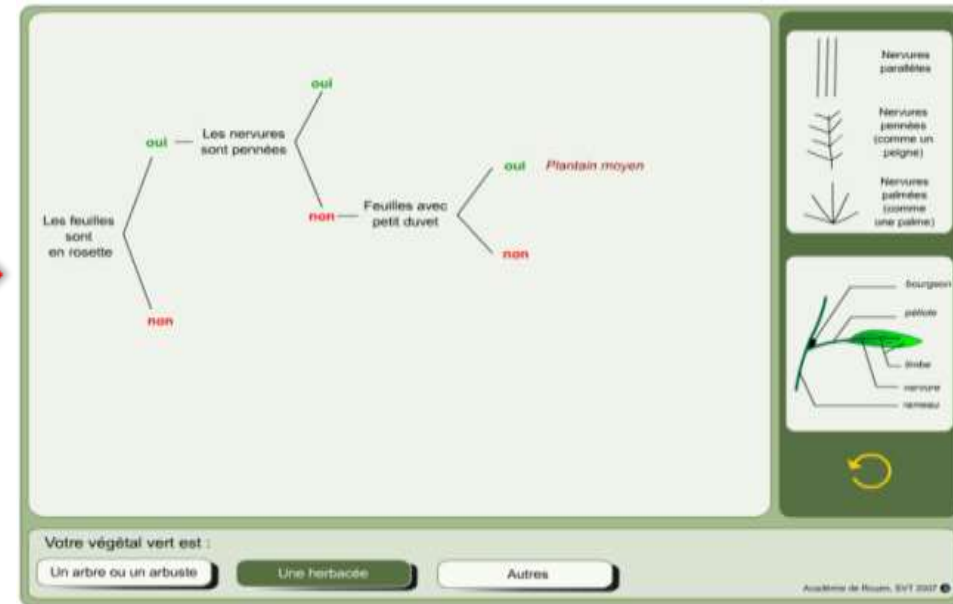 oui
oui
Les nervures
sont pennées
oui
Plantain moyen
Les feuilles
sont
en rosette
non
Feuilles avec
petit duvet
non
non
Nervures
parallèles
Nervures
pennées
(comme un
peigne)
Nervures
palmées
(comme
une palme)
bourgeon
pétiole
limbe
nervure
rameau
Votre végétal vert est :
Un arbre ou un arbuste
Une herbacée
Autres
Académie de Rouen, SVT 2007